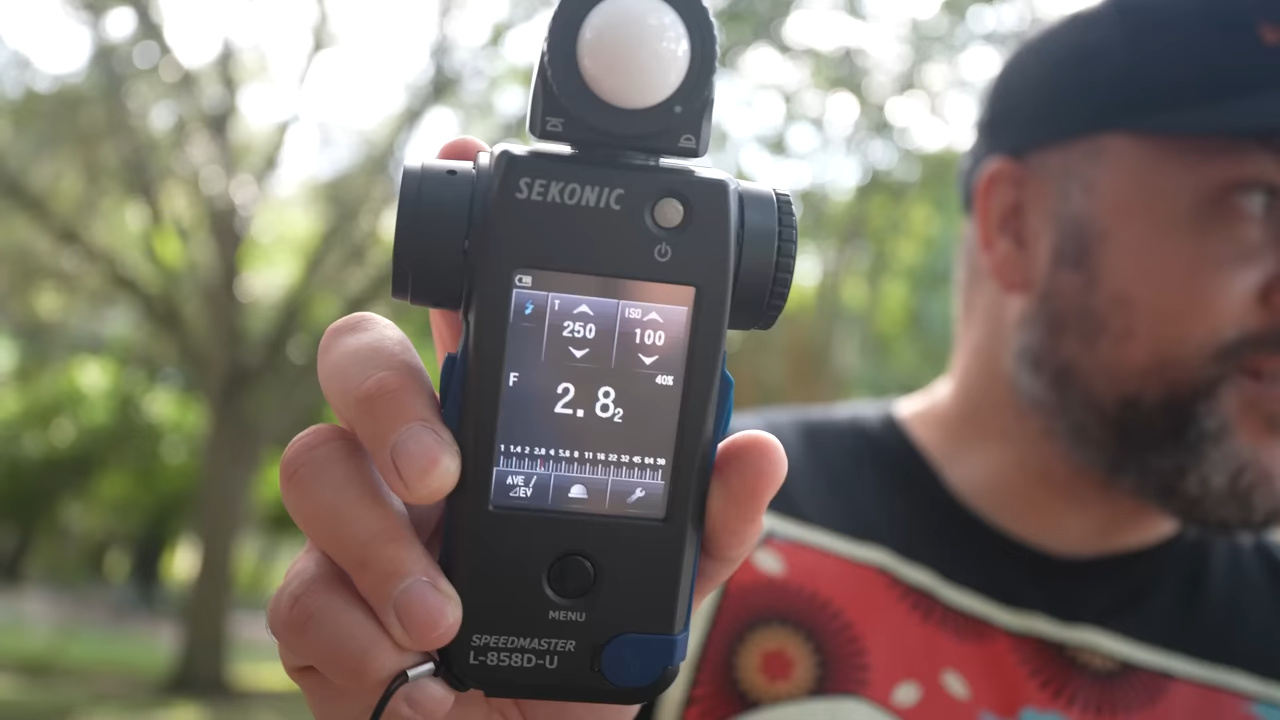 SEKONIC
T ISO
250 100
F 40%
2.8₂
1 1.4 2 2.8 4 5.6 8 11 16 22 32 45 64 90
AVE/
⊿EV
MENU
SPEEDMASTER
L-858D-U